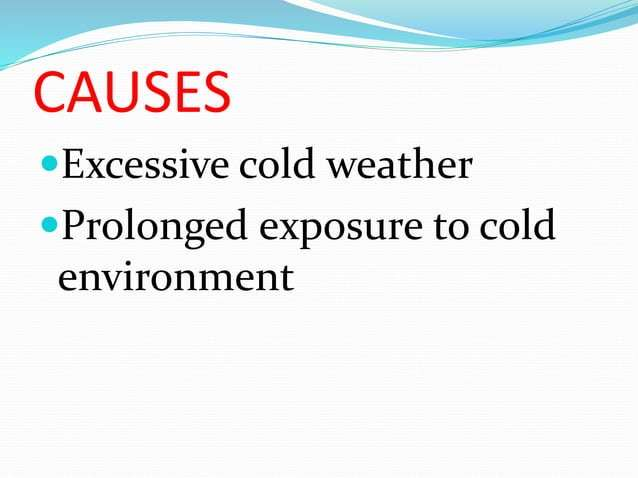 CAUSES
Excessive cold weather
Prolonged exposure to cold
environment